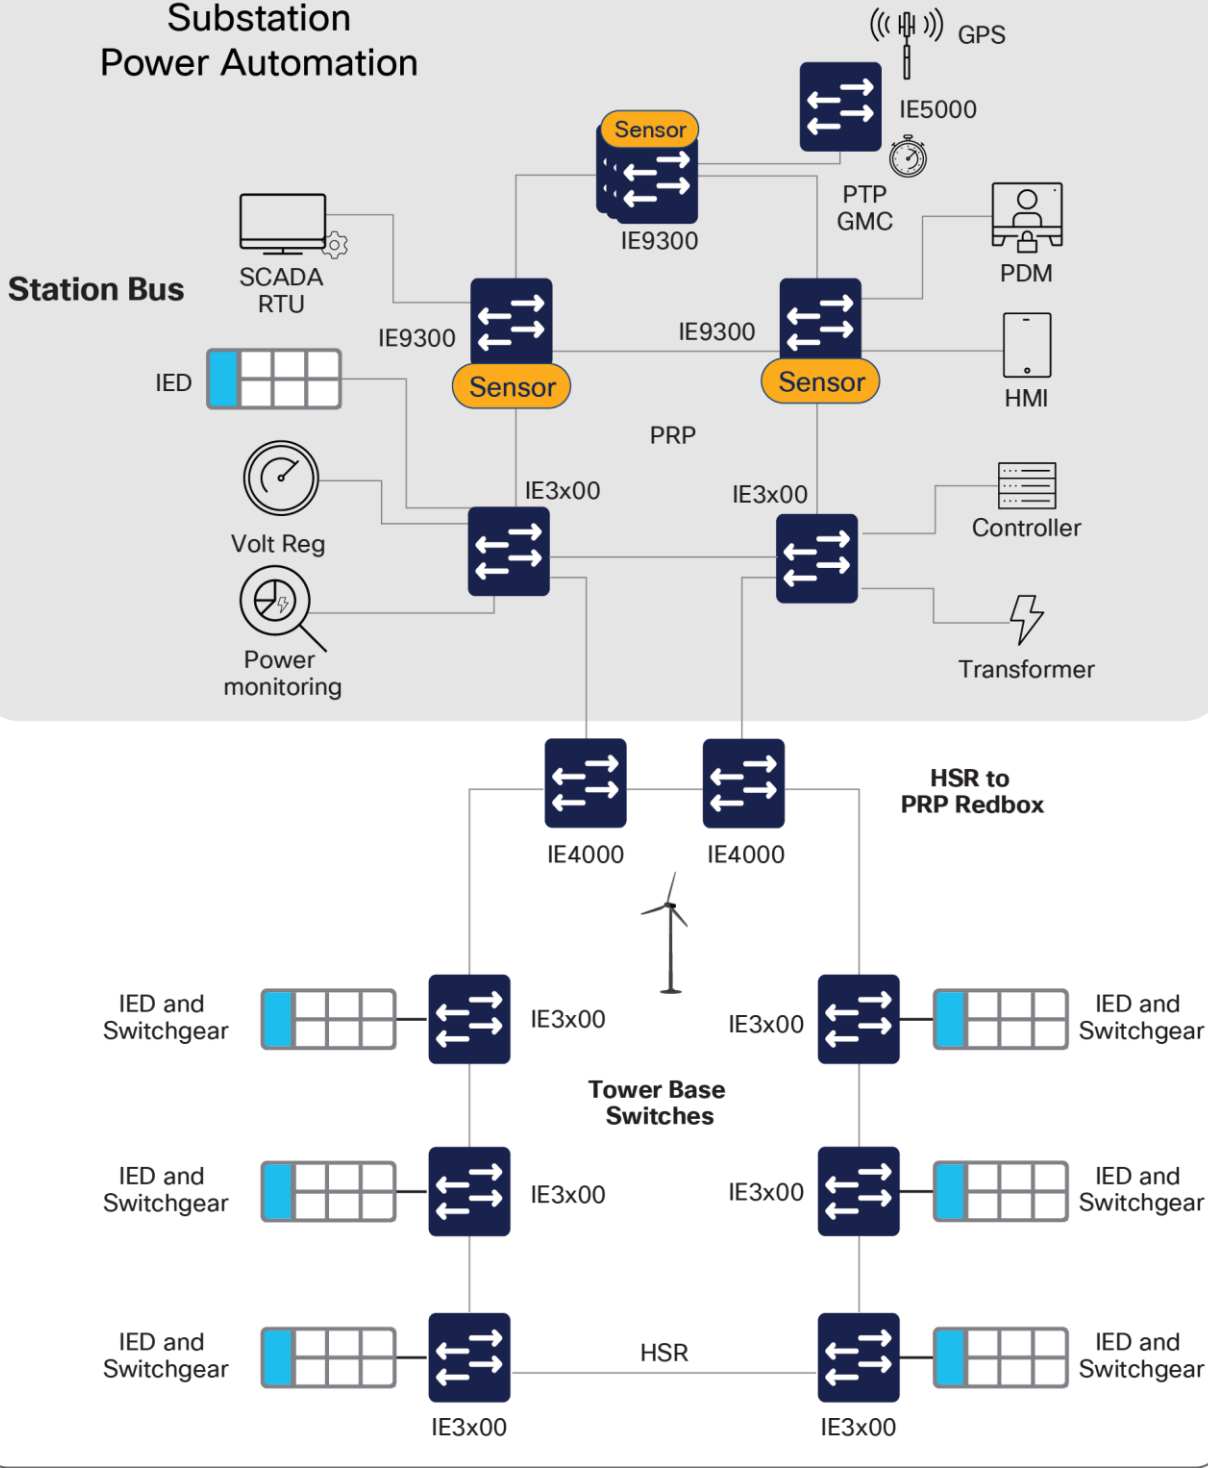 Substation
Power Automation
GPS
IE5000
Sensor
PTP
GMC
IE9300
SCADA
RTU
PDM
Station Bus
IE9300
IE9300
Sensor
Sensor
HMI
IED
PRP
IE3x00
IE3x00
Volt Reg
Controller
Power
monitoring
Transformer
HSR to
PRP Redbox
IE4000
IE4000
IED and
Switchgear
IE3x00
IE3x00
IED and
Switchgear
Tower Base
Switches
IED and
Switchgear
IE3x00
IE3x00
IED and
Switchgear
IED and
Switchgear
HSR
IED and
Switchgear
IE3x00
IE3x00